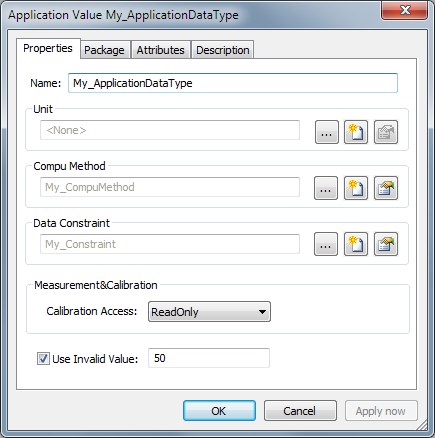 Application Value My_ApplicationDataType
Properties Package Attributes Description
Name: My_ApplicationDataType
Unit
<None>
...
Compu Method
My_CompuMethod
...
Data Constraint
My_Constraint
...
Measurement&Calibration
Calibration Access: ReadOnly
Use Invalid Value: 50
OK Cancel Apply now